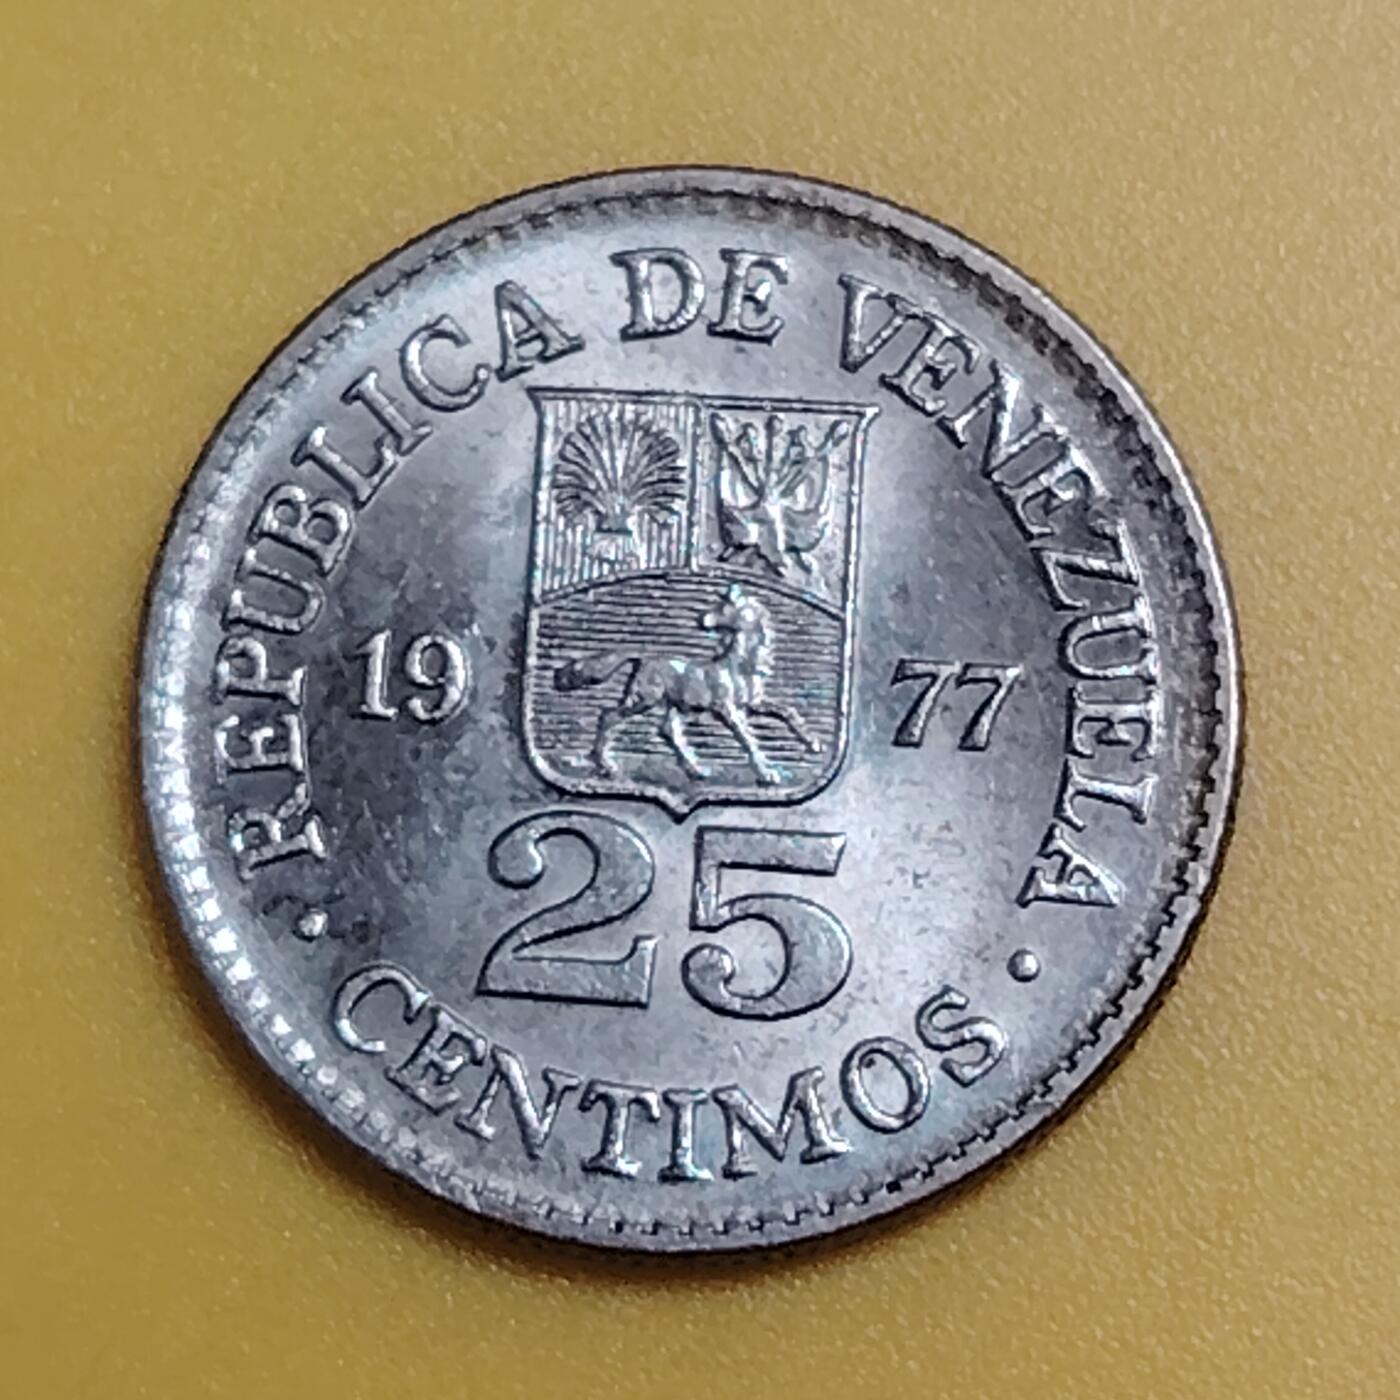 REPUBLICA DE VENEZUELA
19 77
25
· CENTIMOS ·